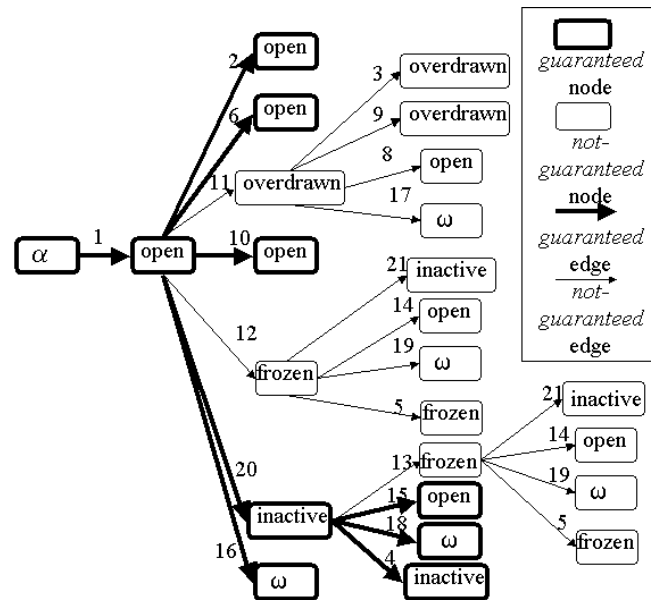 2
open
6
open
3
overdrawn
9
overdrawn
8
open
11
overdrawn
17
ω
α
1
open
10
open
21
inactive
14
open
12
frozen
19
ω
5
frozen
13
frozen
21
inactive
14
open
19
ω
5
frozen
20
inactive
15
open
18
ω
4
inactive
16
ω
guaranteed
node
not-
guaranteed
node
guaranteed
edge
not-
guaranteed
edge